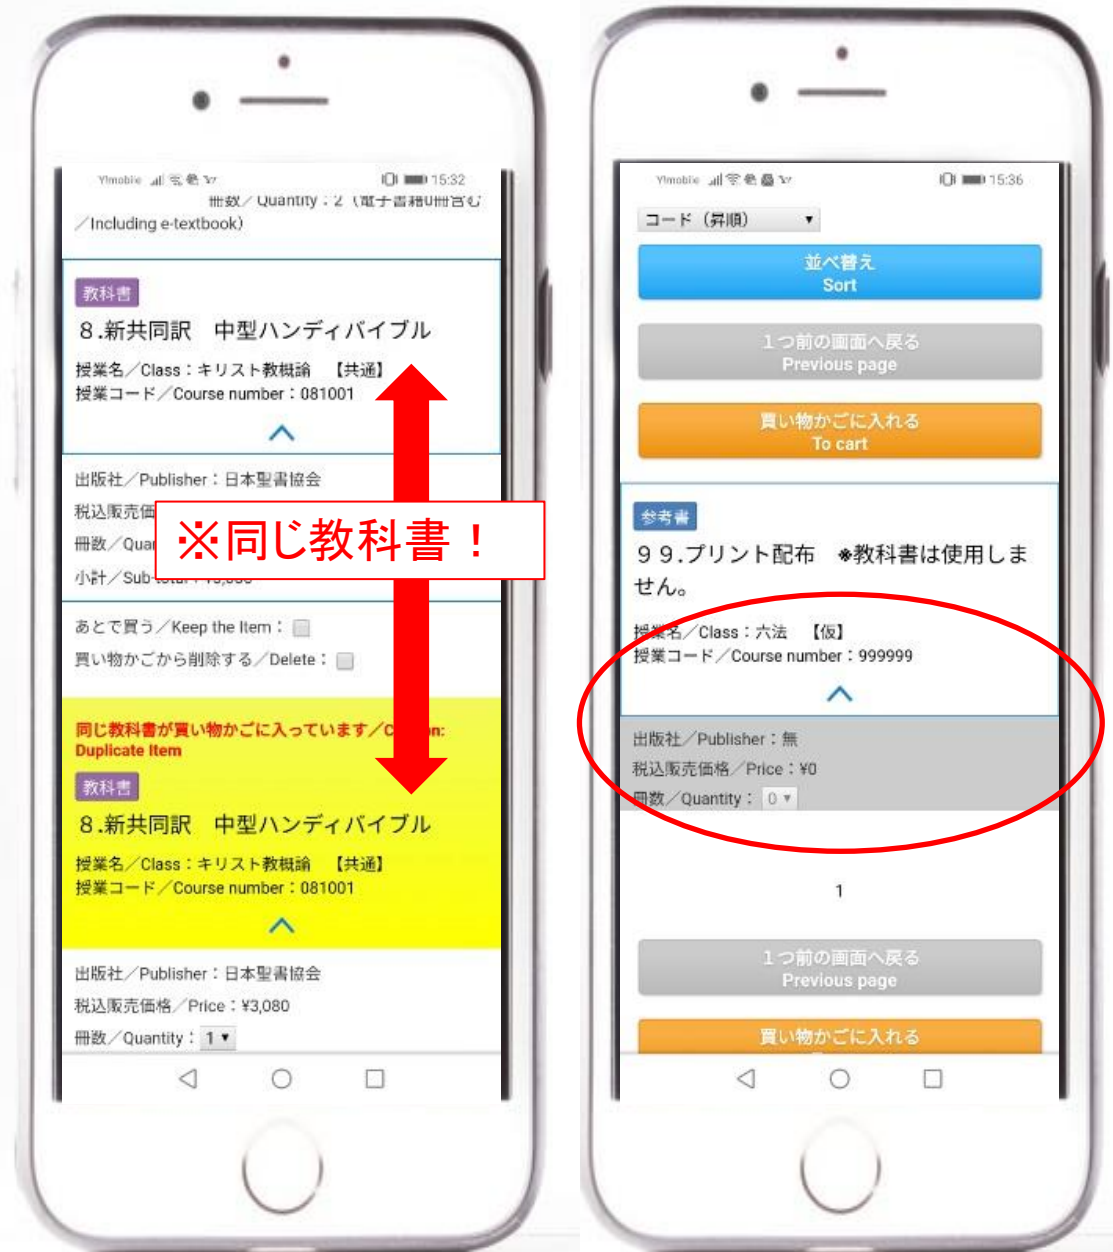 Y!mobile
15:32
冊数／Quantity：2（電子書籍0冊含む
／Including e-textbook）
教科書
８.新共同訳　中型ハンディバイブル
授業名／Class：キリスト教概論　【共通】
授業コード／Course number：081001
出版社／Publisher：日本聖書協会
税込販売価
冊数／Quan
小計／Sub-total
※同じ教科書！
あとで買う／Keep the Item：
買い物かごから削除する／Delete：
同じ教科書が買い物かごに入っています／
Duplicate Item
教科書
８.新共同訳　中型ハンディバイブル
授業名／Class：キリスト教概論　【共通】
授業コード／Course number：081001
出版社／Publisher：日本聖書協会
税込販売価格／Price：¥3,080
冊数／Quantity：1
Y!mobile
15:36
コード（昇順）
並べ替え
Sort
１つ前の画面へ戻る
Previous page
買い物かごに入れる
To cart
参考書
９９.プリント配布　※教科書は使用しま
せん。
授業名／Class：六法　【仮】
授業コード／Course number：999999
出版社／Publisher：無
税込販売価格／Price：¥0
冊数／Quantity：0
1
１つ前の画面へ戻る
Previous page
買い物かごに入れる